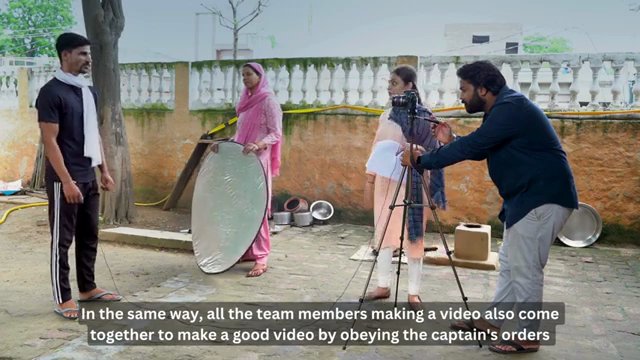 In the same way, all the team members making a video also come
together to make a good video by obeying the captain's orders